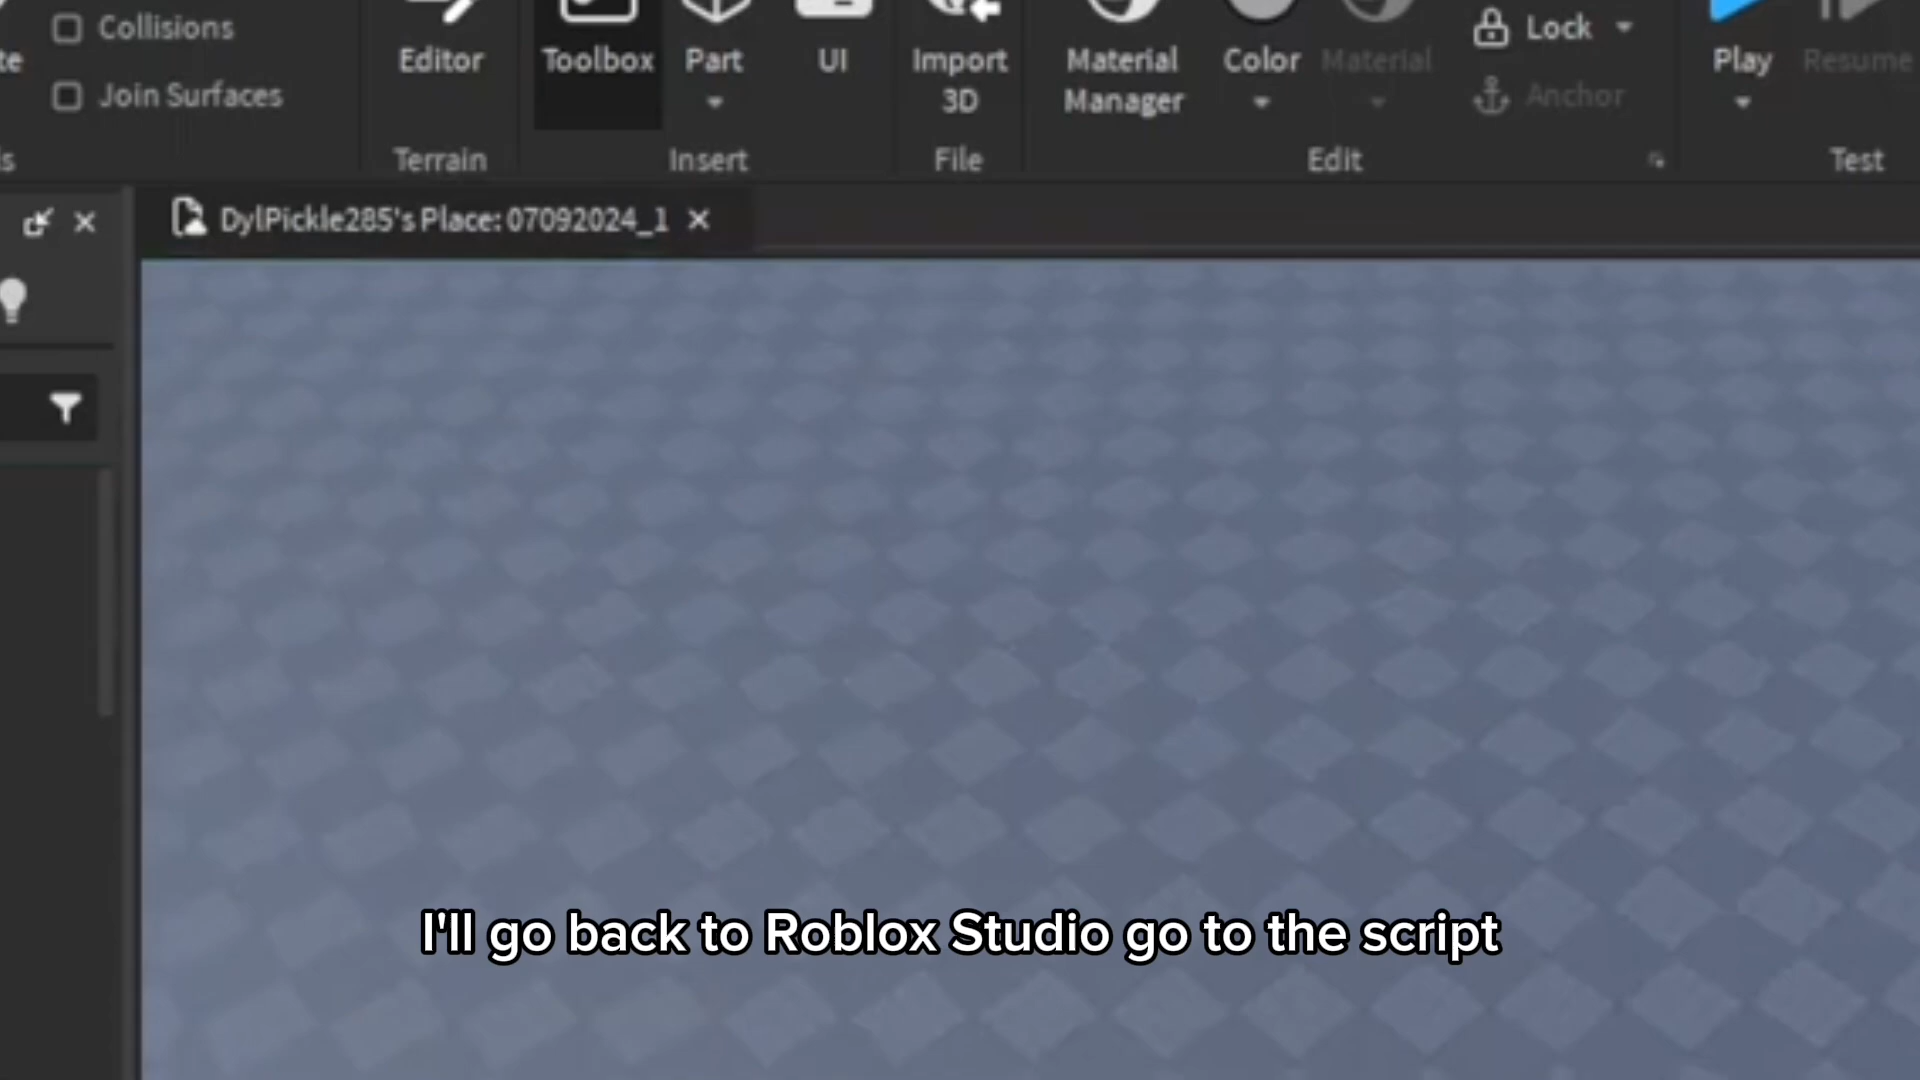 Collisions
Join Surfaces
Editor
Terrain
Toolbox
Part
UI
Insert
Import
3D
File
Material
Manager
Color
Material
Lock
Anchor
Edit
Play
Resume
Test
DylPickle285's Place: 07092024_1
I'll go back to Roblox Studio go to the script